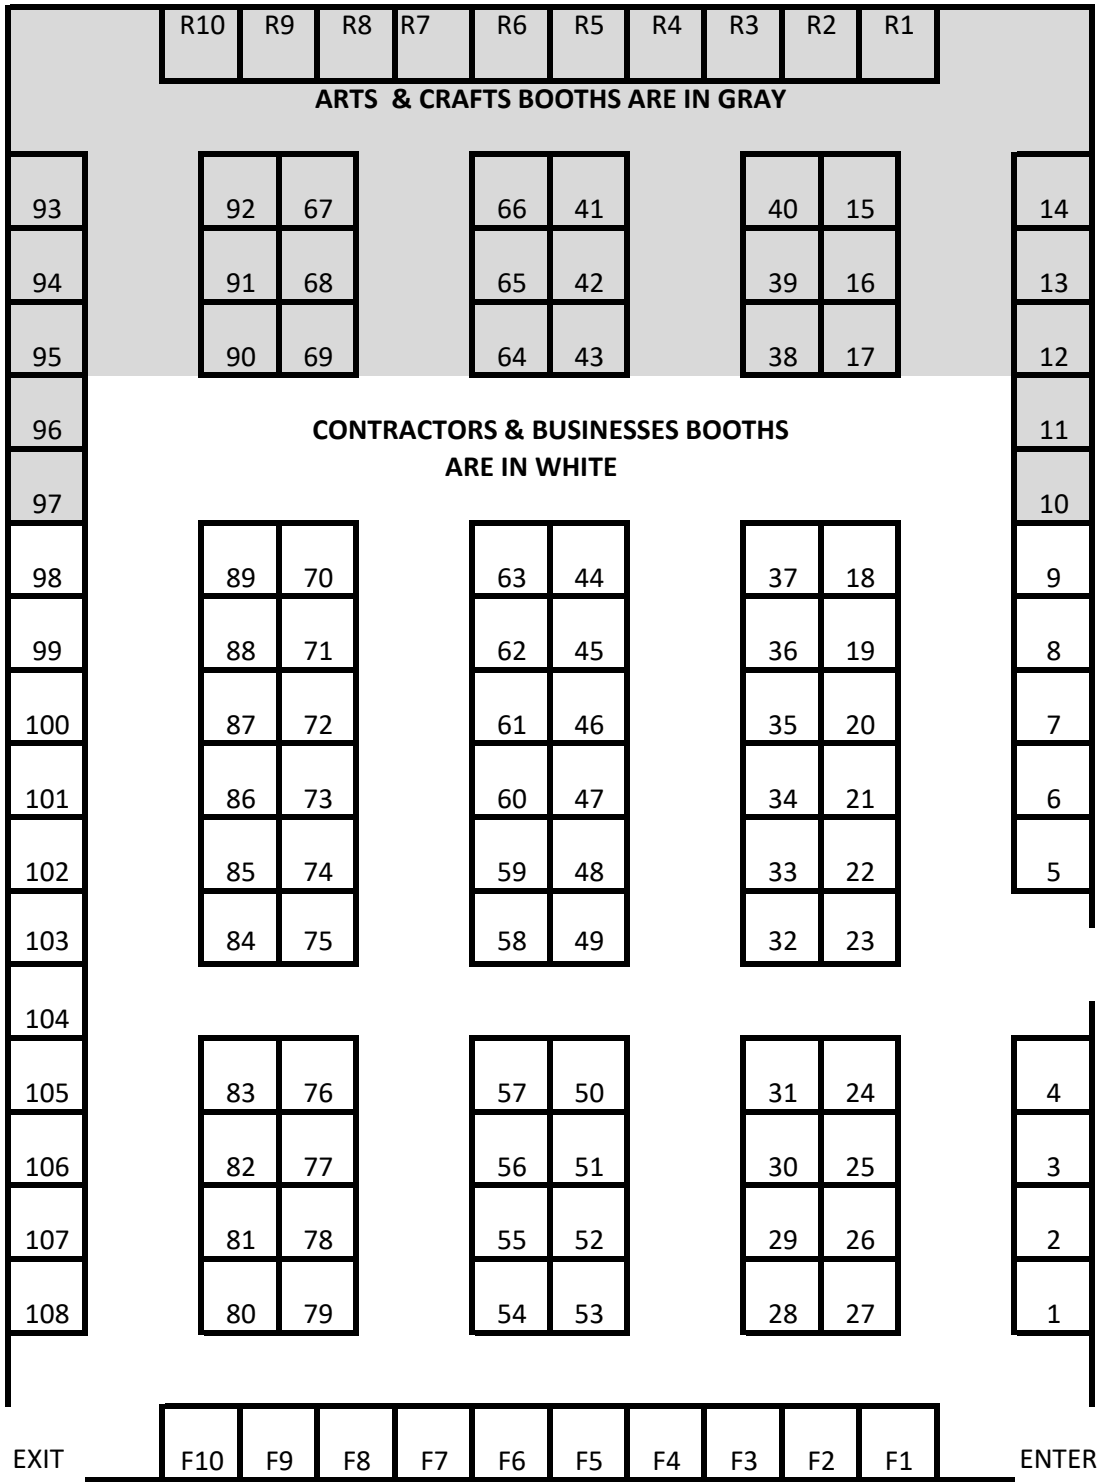 R10 R9 R8 R7 R6 R5 R4 R3 R2 R1
ARTS & CRAFTS BOOTHS ARE IN GRAY
93 92 67 66 41 40 15 14
94 91 68 65 42 39 16 13
95 90 69 64 43 38 17 12
96 CONTRACTORS & BUSINESSES BOOTHS 11
ARE IN WHITE
97 10
98 89 70 63 44 37 18 9
99 88 71 62 45 36 19 8
100 87 72 61 46 35 20 7
101 86 73 60 47 34 21 6
102 85 74 59 48 33 22 5
103 84 75 58 49 32 23
104
105 83 76 57 50 31 24 4
106 82 77 56 51 30 25 3
107 81 78 55 52 29 26 2
108 80 79 54 53 28 27 1
EXIT F10 F9 F8 F7 F6 F5 F4 F3 F2 F1 ENTER